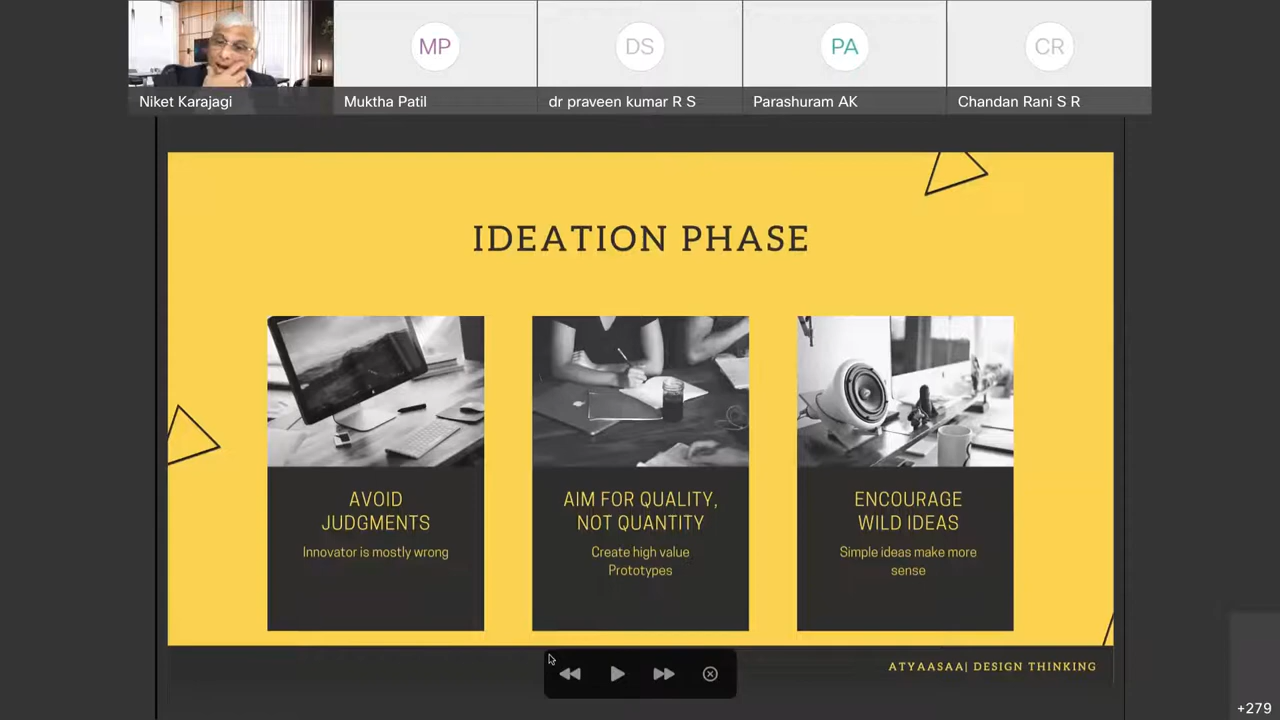 MP
DS
PA
CR
Niket Karajagi
Muktha Patil
dr praveen kumar R S
Parashuram AK
Chandan Rani S R
IDEATION PHASE
AVOID
JUDGMENTS
Innovator is mostly wrong
AIM FOR QUALITY,
NOT QUANTITY
Create high value
Prototypes
ENCOURAGE
WILD IDEAS
Simple ideas make more
sense
ATYAASAA| DESIGN THINKING
+279